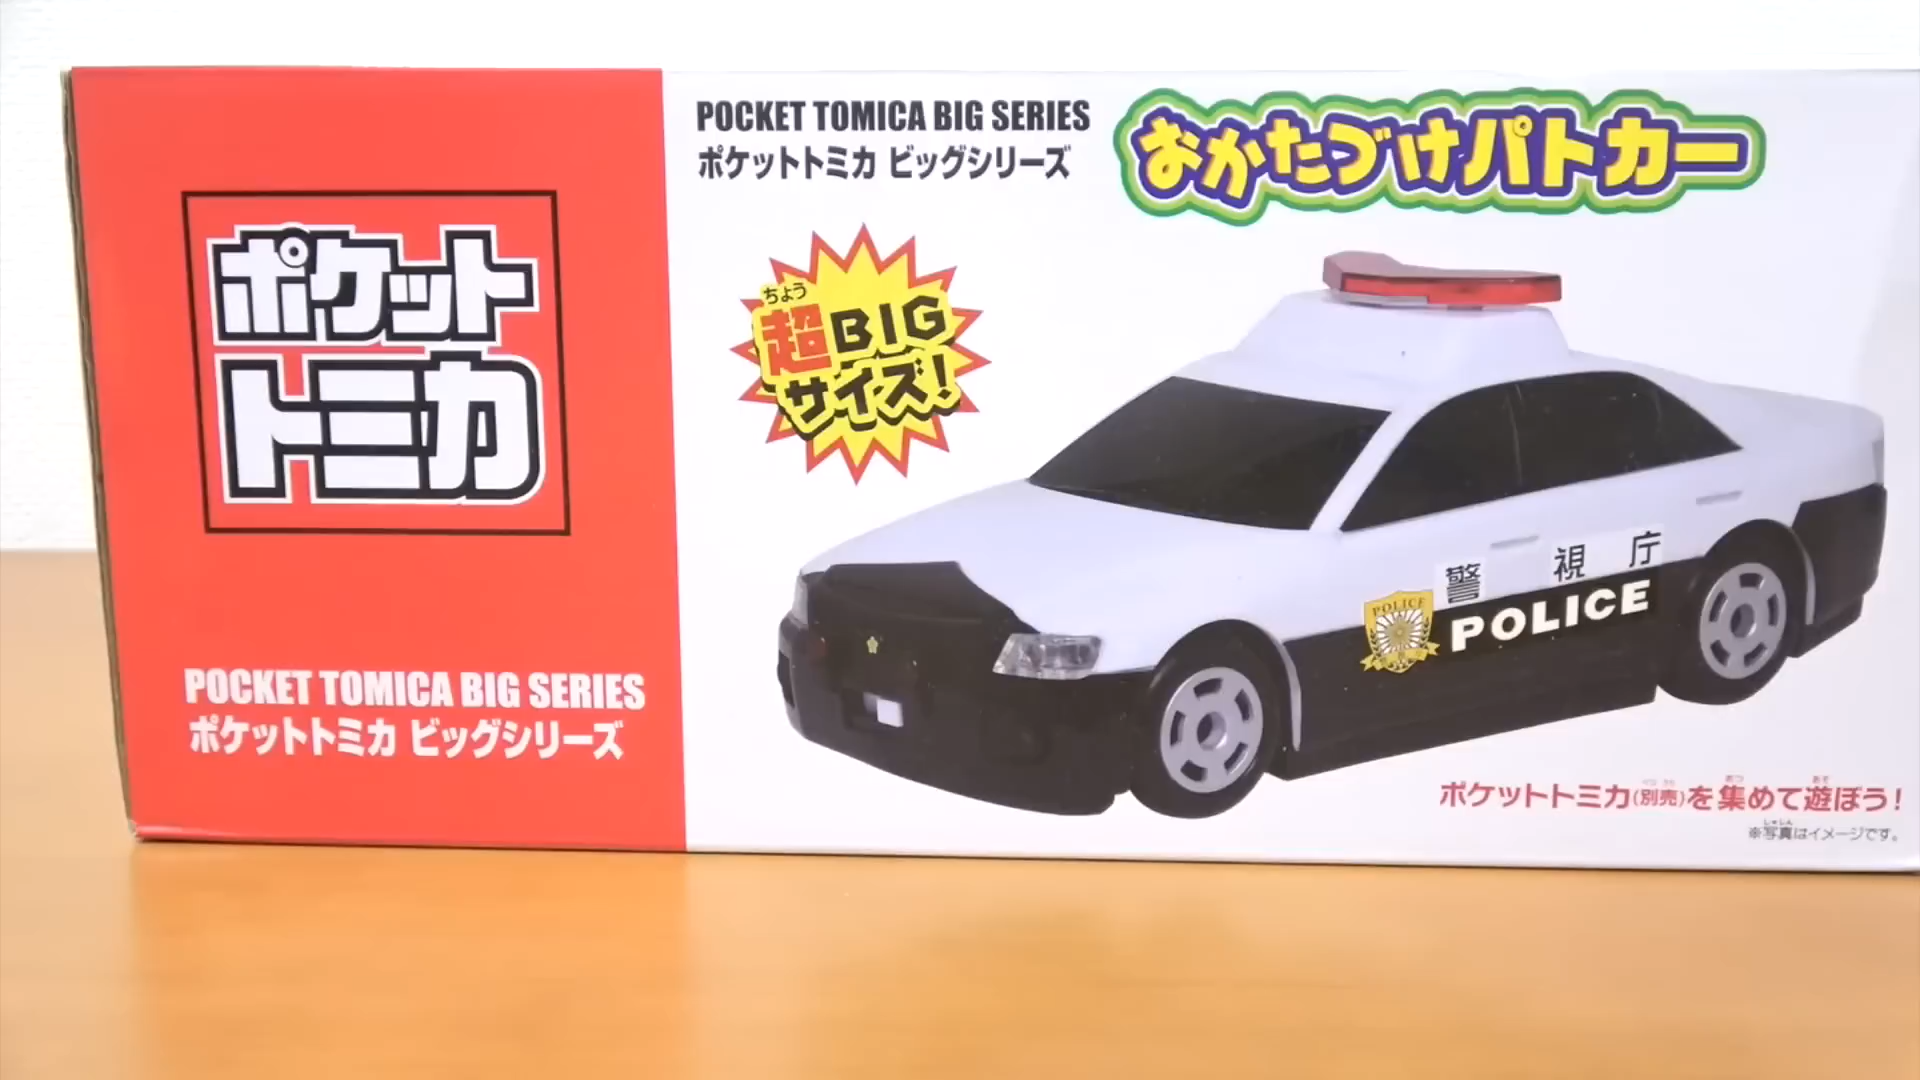 ポケット
トミカ
POCKET TOMICA BIG SERIES
ポケットトミカ ビッグシリーズ
POCKET TOMICA BIG SERIES
ポケットトミカ ビッグシリーズ
おかたづけパトカー
ちょう
超BIG
サイズ!
警視庁
POLICE
POLICE
ポケットトミカ(別売)を集めて遊ぼう!
※写真はイメージです。